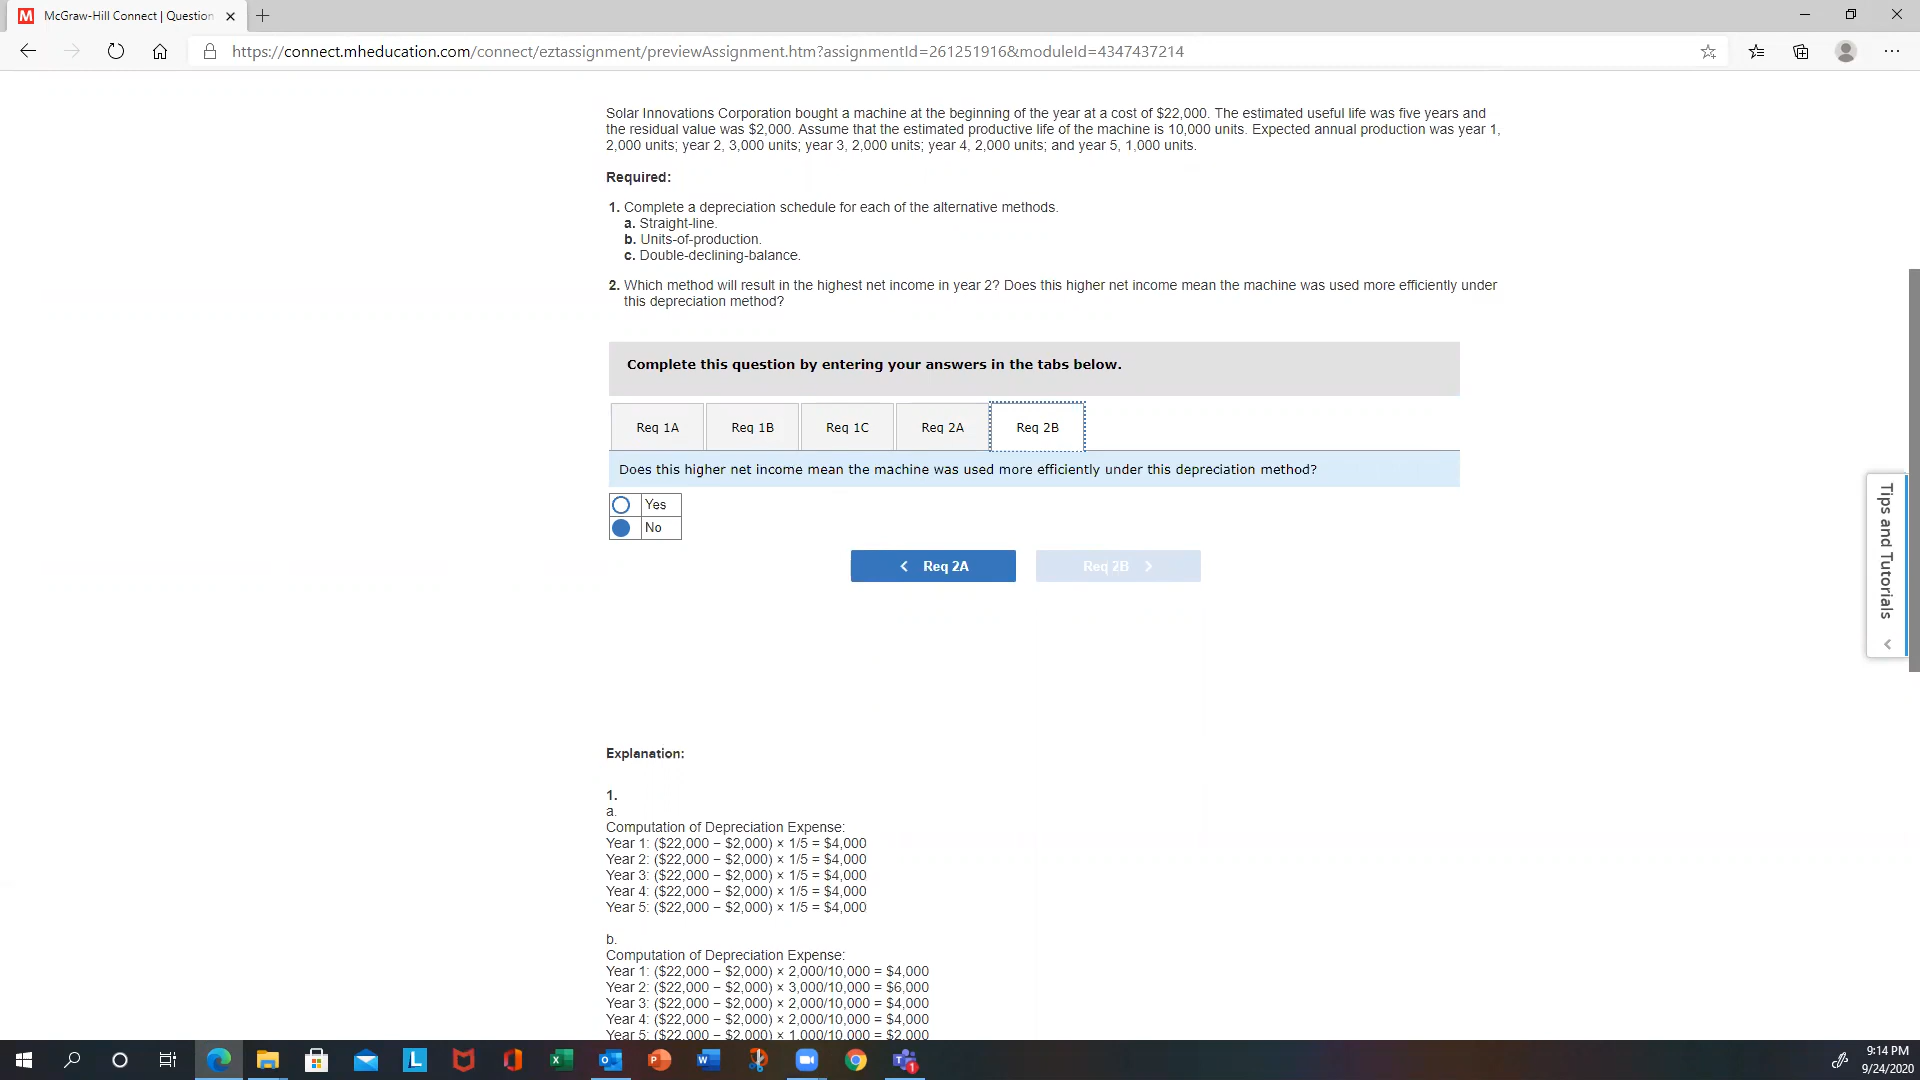 McGraw-Hill Connect | Question
https://connect.mheducation.com/connect/eztassignment/previewAssignment.htm?assignmentId=261251916&moduleId=4347437214
Solar Innovations Corporation bought a machine at the beginning of the year at a cost of $22,000. The estimated useful life was five years and
the residual value was $2,000. Assume that the estimated productive life of the machine is 10,000 units. Expected annual production was year 1,
2,000 units; year 2, 3,000 units; year 3, 2,000 units; year 4, 2,000 units; and year 5, 1,000 units.
Required:
1. Complete a depreciation schedule for each of the alternative methods.
a. Straight-line.
b. Units-of-production.
c. Double-declining-balance.
2. Which method will result in the highest net income in year 2? Does this higher net income mean the machine was used more efficiently under
this depreciation method?
Complete this question by entering your answers in the tabs below.
Req 1A Req 1B Req 1C Req 2A Req 2B
Does this higher net income mean the machine was used more efficiently under this depreciation method?
Yes
No
< Req 2A Req 2B >
Tips and Tutorials
Explanation:
1.
a.
Computation of Depreciation Expense:
Year 1: ($22,000 – $2,000) × 1/5 = $4,000
Year 2: ($22,000 – $2,000) × 1/5 = $4,000
Year 3: ($22,000 – $2,000) × 1/5 = $4,000
Year 4: ($22,000 – $2,000) × 1/5 = $4,000
Year 5: ($22,000 – $2,000) × 1/5 = $4,000
b.
Computation of Depreciation Expense:
Year 1: ($22,000 – $2,000) × 2,000/10,000 = $4,000
Year 2: ($22,000 – $2,000) × 3,000/10,000 = $6,000
Year 3: ($22,000 – $2,000) × 2,000/10,000 = $4,000
Year 4: ($22,000 – $2,000) × 2,000/10,000 = $4,000
Year 5: ($22,000 – $2,000) × 1,000/10,000 = $2,000
9:14 PM
9/24/2020